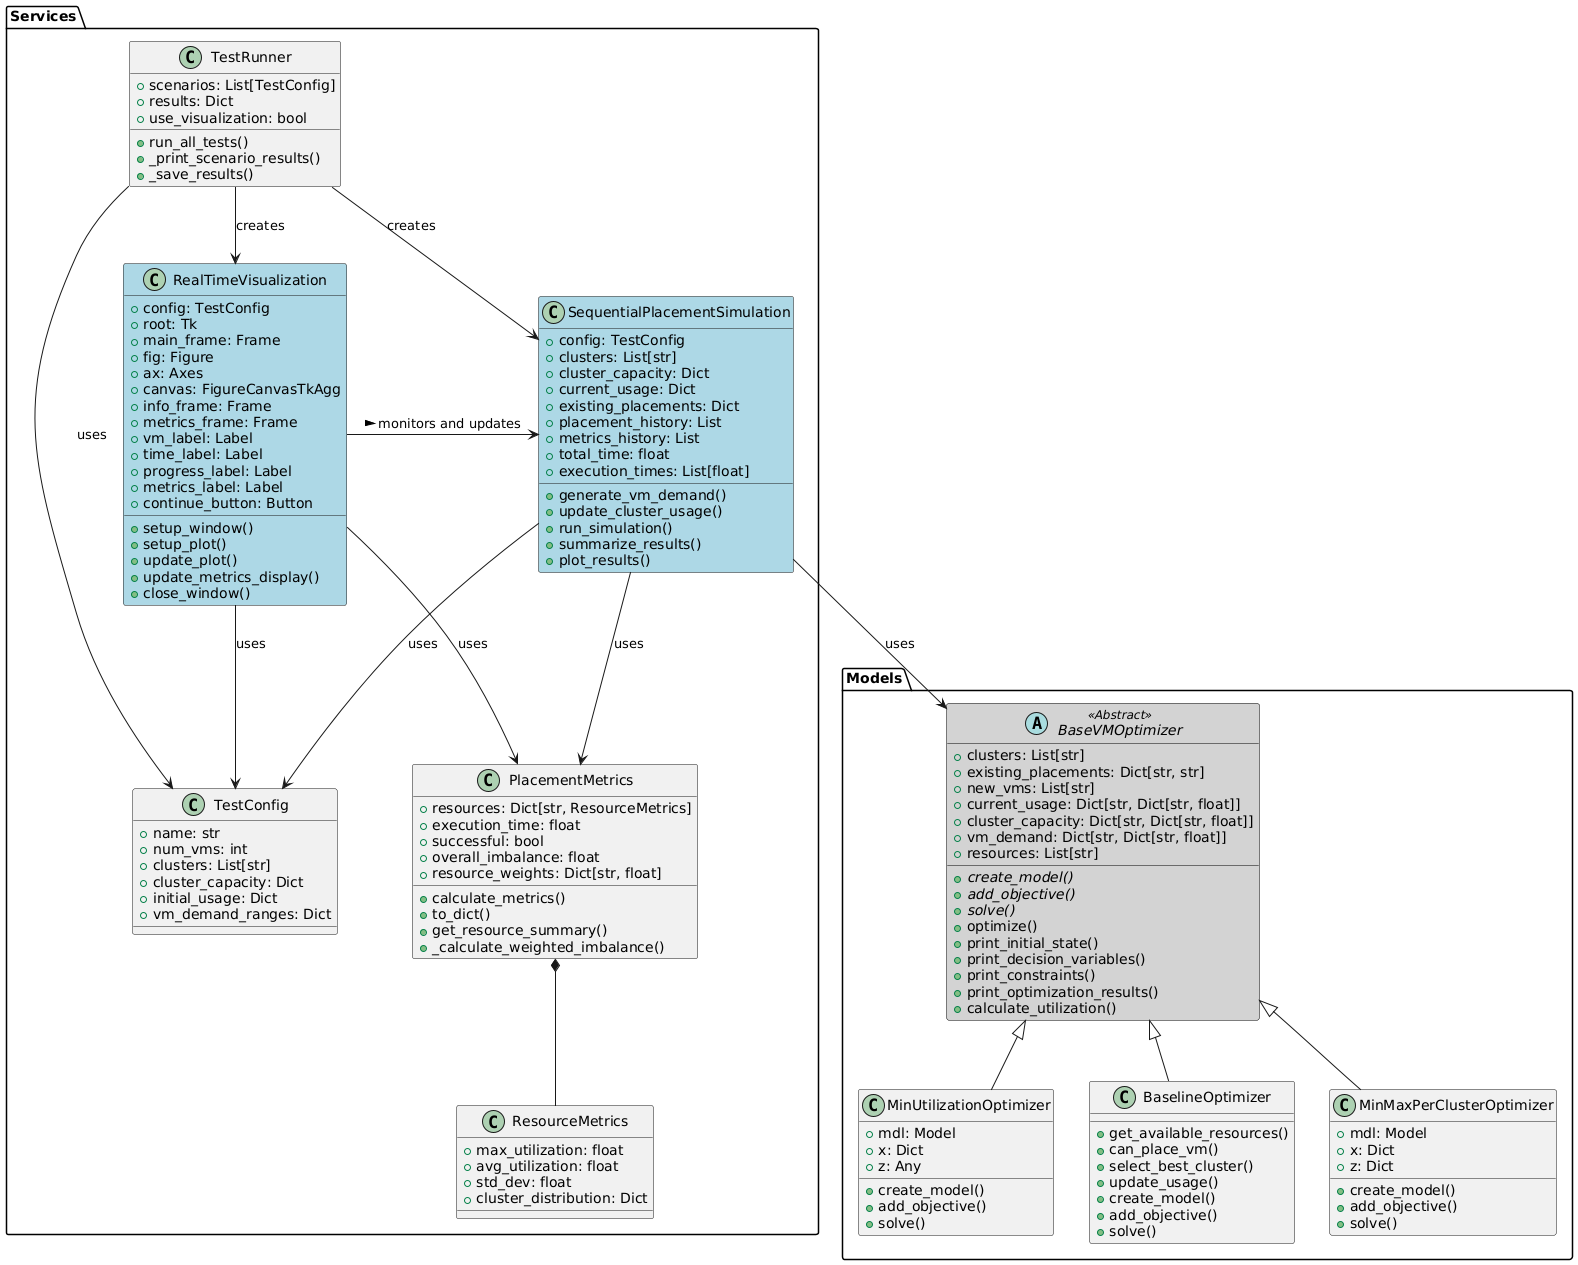 Services
C TestRunner
scenarios: List[TestConfig]
results: Dict
use_visualization: bool
run_all_tests()
_print_scenario_results()
_save_results()
creates
creates
uses
C RealTimeVisualization
config: TestConfig
root: Tk
main_frame: Frame
fig: Figure
ax: Axes
canvas: FigureCanvasTkAgg
info_frame: Frame
metrics_frame: Frame
vm_label: Label
time_label: Label
progress_label: Label
metrics_label: Label
continue_button: Button
setup_window()
setup_plot()
update_plot()
update_metrics_display()
close_window()
monitors and updates
C SequentialPlacementSimulation
config: TestConfig
clusters: List[str]
cluster_capacity: Dict
current_usage: Dict
existing_placements: Dict
placement_history: List
metrics_history: List
total_time: float
execution_times: List[float]
generate_vm_demand()
update_cluster_usage()
run_simulation()
summarize_results()
plot_results()
uses
uses
uses
uses
uses
C TestConfig
name: str
num_vms: int
clusters: List[str]
cluster_capacity: Dict
initial_usage: Dict
vm_demand_ranges: Dict
C PlacementMetrics
resources: Dict[str, ResourceMetrics]
execution_time: float
successful: bool
overall_imbalance: float
resource_weights: Dict[str, float]
calculate_metrics()
to_dict()
get_resource_summary()
_calculate_weighted_imbalance()
C ResourceMetrics
max_utilization: float
avg_utilization: float
std_dev: float
cluster_distribution: Dict
Models
A «Abstract»
BaseVMOptimizer
clusters: List[str]
existing_placements: Dict[str, str]
new_vms: List[str]
current_usage: Dict[str, Dict[str, float]]
cluster_capacity: Dict[str, Dict[str, float]]
vm_demand: Dict[str, Dict[str, float]]
resources: List[str]
create_model()
add_objective()
solve()
optimize()
print_initial_state()
print_decision_variables()
print_constraints()
print_optimization_results()
calculate_utilization()
C MinUtilizationOptimizer
mdl: Model
x: Dict
z: Any
create_model()
add_objective()
solve()
C BaselineOptimizer
get_available_resources()
can_place_vm()
select_best_cluster()
update_usage()
create_model()
add_objective()
solve()
C MinMaxPerClusterOptimizer
mdl: Model
x: Dict
z: Dict
create_model()
add_objective()
solve()